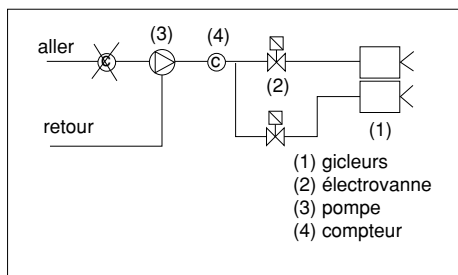 (3) (4)
aller
C C
(2)
retour
(1)
(1) gicleurs
(2) électrovanne
(3) pompe
(4) compteur